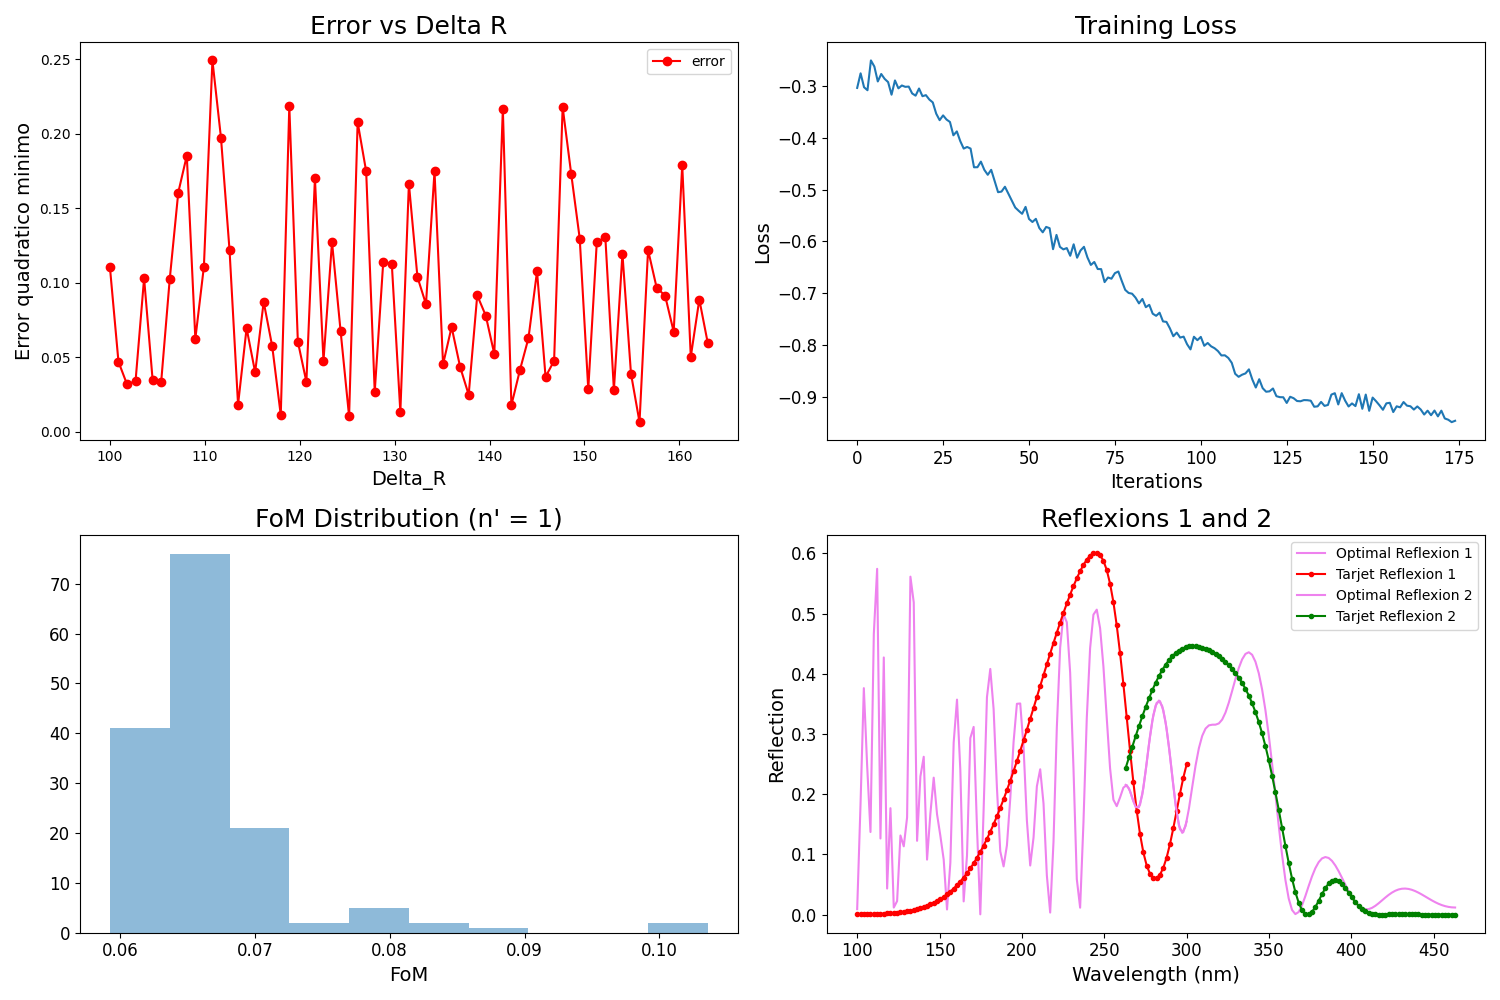 Error vs Delta R
error
Error quadratico minimo
0.25
0.20
0.15
0.10
0.05
0.00
100 110 120 130 140 150 160
Delta_R
Training Loss
Loss
−0.3
−0.4
−0.5
−0.6
−0.7
−0.8
−0.9
0 25 50 75 100 125 150 175
Iterations
FoM Distribution (n' = 1)
70
60
50
40
30
20
10
0
0.06 0.07 0.08 0.09 0.10
FoM
Reflexions 1 and 2
Optimal Reflexion 1
Tarjet Reflexion 1
Optimal Reflexion 2
Tarjet Reflexion 2
Reflection
0.6
0.5
0.4
0.3
0.2
0.1
0.0
100 150 200 250 300 350 400 450
Wavelength (nm)